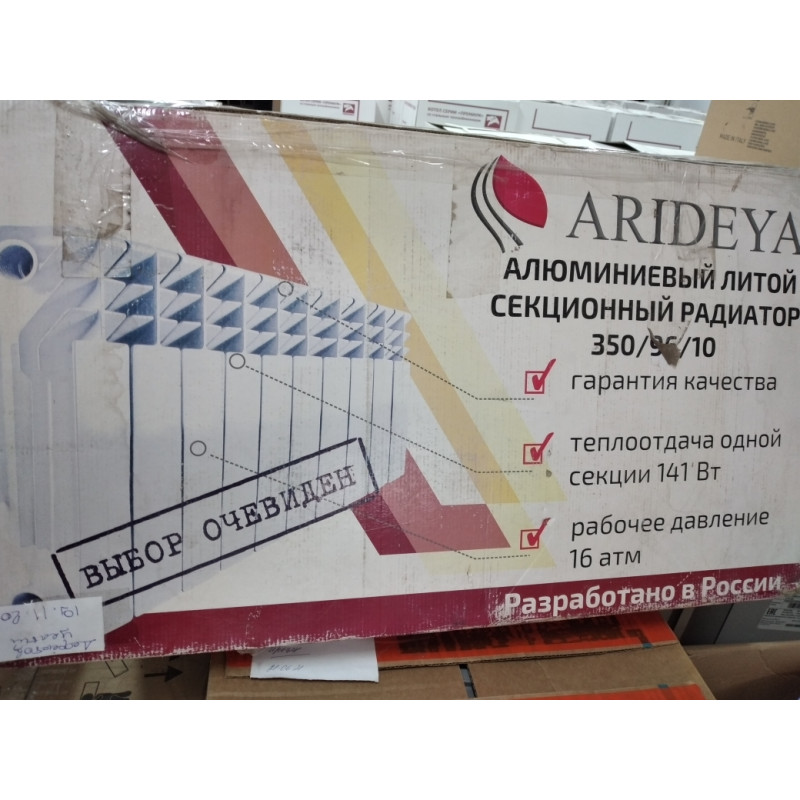 ARIDEYA
АЛЮМИНИЕВЫЙ ЛИТОЙ
СЕКЦИОННЫЙ РАДИАТОР
350/96/10
гарантия качества
теплоотдача одной
секции 141 Вт
рабочее давление
16 атм
ВЫБОР ОЧЕВИДЕН
Разработано в России